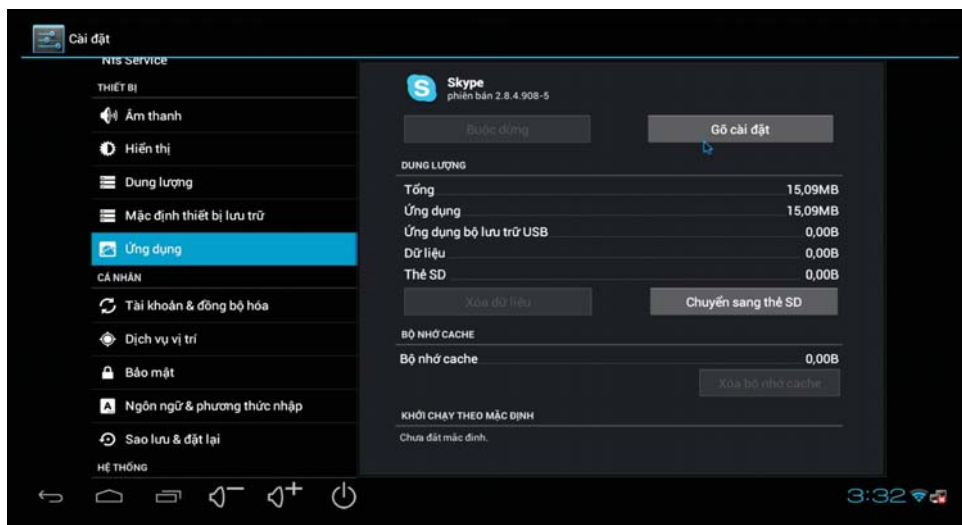 Cài đặt
Nfs Service
THIẾT BỊ
Âm thanh
Hiển thị
Dung lượng
Mặc định thiết bị lưu trữ
Ứng dụng
CÁ NHÂN
Tài khoản & đồng bộ hóa
Dịch vụ vị trí
Bảo mật
Ngôn ngữ & phương thức nhập
Sao lưu & đặt lại
HỆ THỐNG
Skype
phiên bản 2.8.4.908-5
Buộc dừng
Gỡ cài đặt
DUNG LƯỢNG
Tổng 15,09MB
Ứng dụng 15,09MB
Ứng dụng bộ lưu trữ USB 0,00B
Dữ liệu 0,00B
Thẻ SD 0,00B
Xóa dữ liệu
Chuyển sang thẻ SD
BỘ NHỚ CACHE
Bộ nhớ cache 0,00B
Xóa bộ nhớ cache
KHỞI CHẠY THEO MẶC ĐỊNH
Chưa đặt mặc định.
3:32